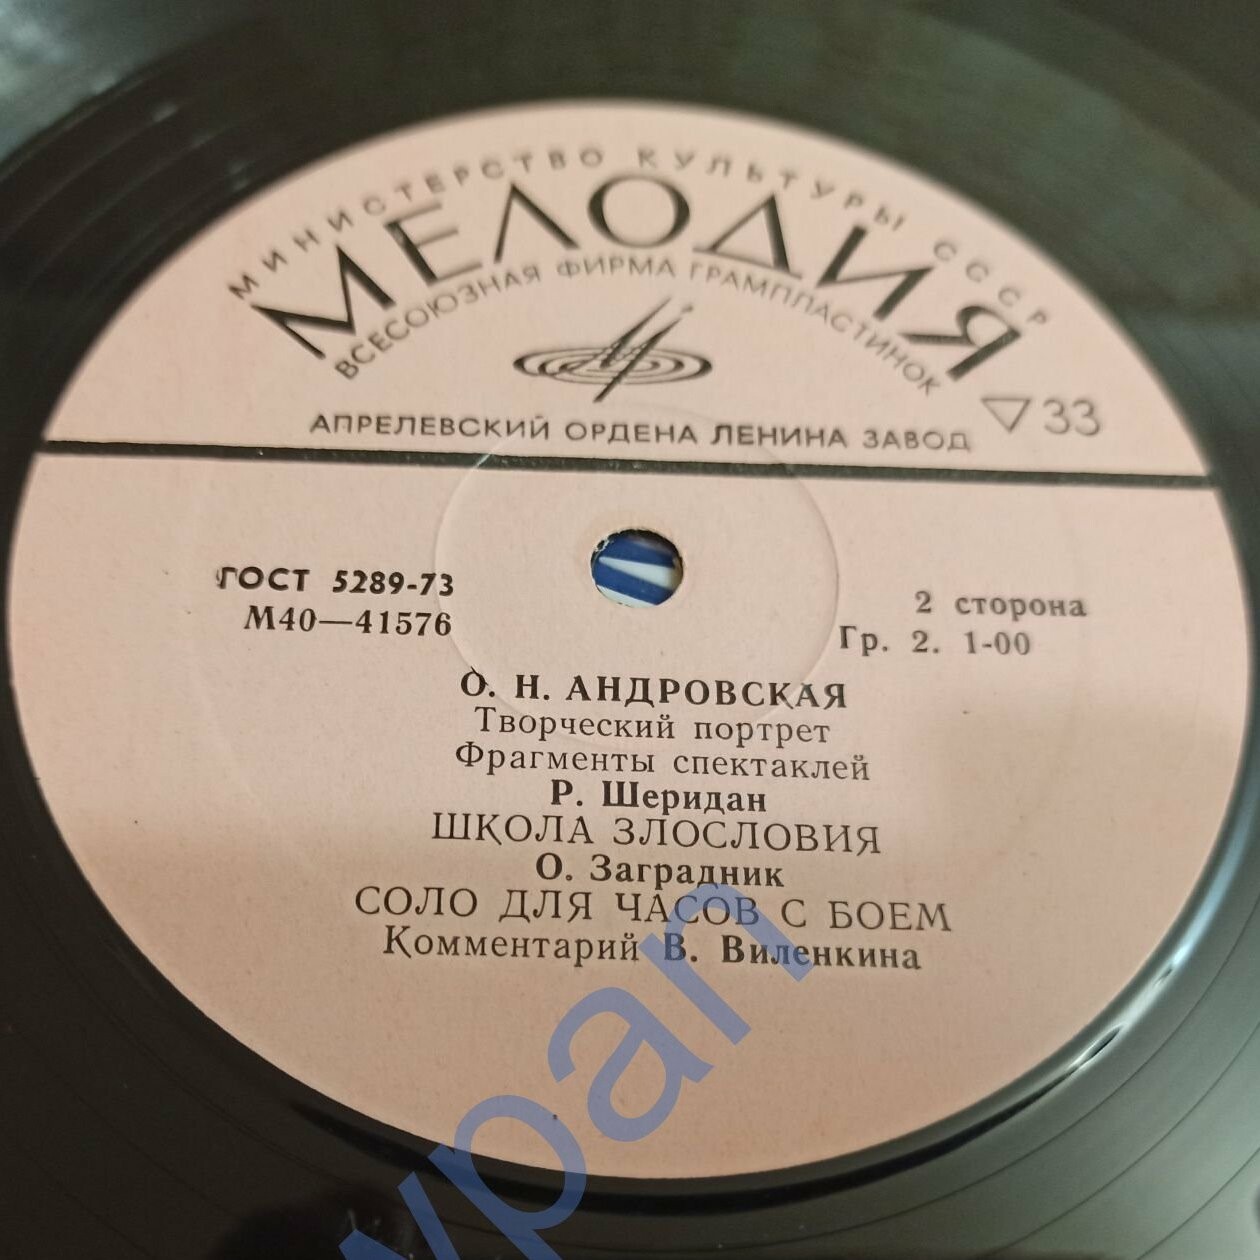 МИНИСТЕРСТВО КУЛЬТУРЫ СССР
МЕЛОДИЯ
ВСЕСОЮЗНАЯ ФИРМА ГРАМПЛАСТИНОК
▽33
АПРЕЛЕВСКИЙ ОРДЕНА ЛЕНИНА ЗАВОД
ГОСТ 5289-73
М40—41576
2 сторона
Гр. 2. 1-00
О. Н. АНДРОВСКАЯ
Творческий портрет
Фрагменты спектаклей
Р. Шеридан
ШКОЛА ЗЛОСЛОВИЯ
О. Заградник
СОЛО ДЛЯ ЧАСОВ С БОЕМ
Комментарий В. Виленкина